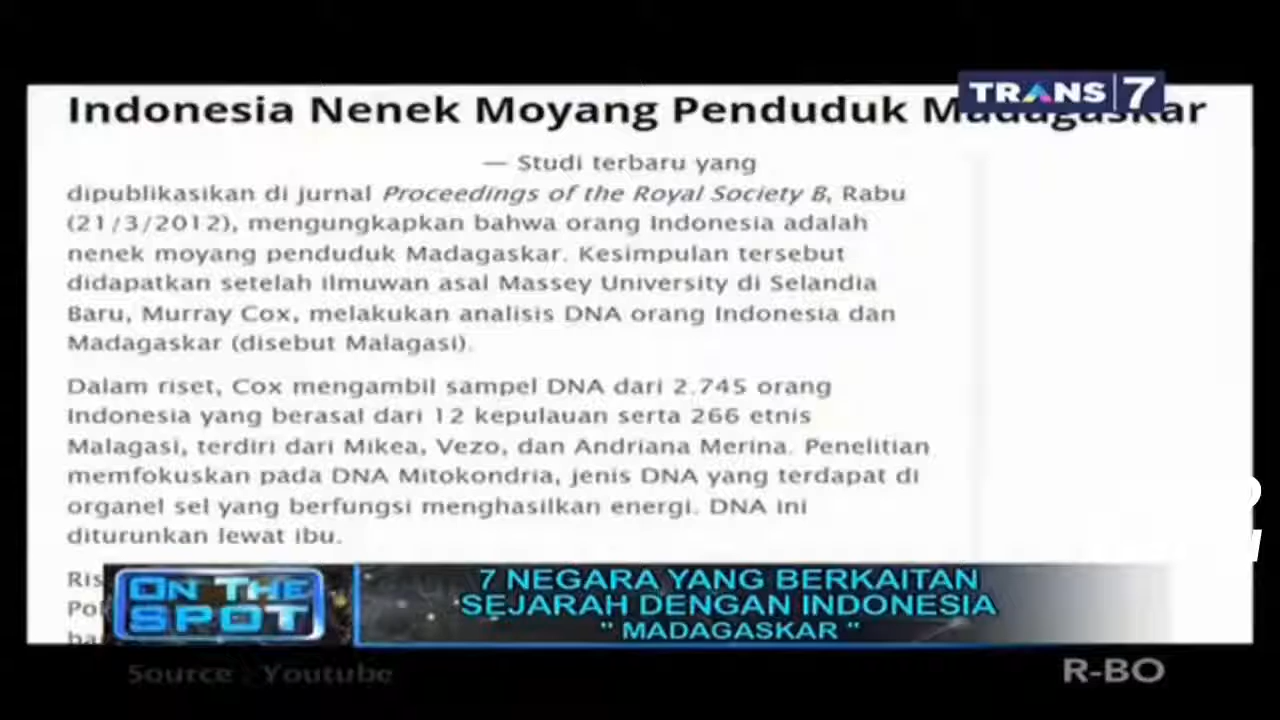 TRANS 7
Indonesia Nenek Moyang Penduduk Madagaskar
— Studi terbaru yang
dipublikasikan di jurnal Proceedings of the Royal Society B, Rabu
(21/3/2012), mengungkapkan bahwa orang Indonesia adalah
nenek moyang penduduk Madagaskar. Kesimpulan tersebut
didapatkan setelah ilmuwan asal Massey University di Selandia
Baru, Murray Cox, melakukan analisis DNA orang Indonesia dan
Madagaskar (disebut Malagasi).
Dalam riset, Cox mengambil sampel DNA dari 2.745 orang
Indonesia yang berasal dari 12 kepulauan serta 266 etnis
Malagasi, terdiri dari Mikea, Vezo, dan Andriana Merina. Penelitian
memfokuskan pada DNA Mitokondria, jenis DNA yang terdapat di
organel sel yang berfungsi menghasilkan energi. DNA ini
diturunkan lewat ibu.
ON THE
SPOT
7 NEGARA YANG BERKAITAN
SEJARAH DENGAN INDONESIA
" MADAGASKAR "
Source : Youtube
R-BO